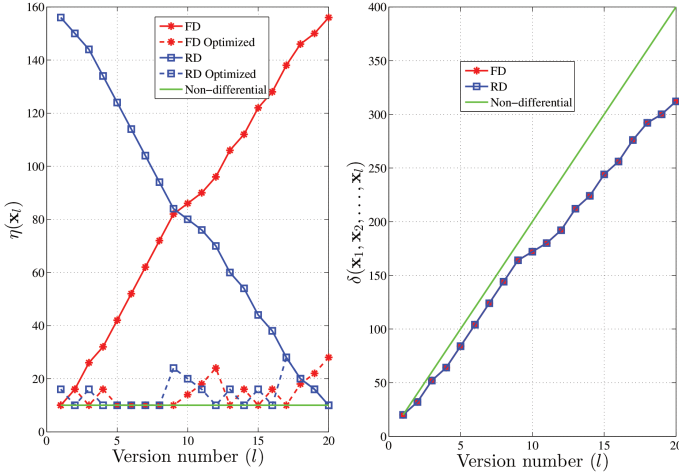 160
140
120
100
80
60
40
20
0
0
5
10
15
20
η(x_l)
Version number (l)
FD
FD Optimized
RD
RD Optimized
Non−differential
400
350
300
250
200
150
100
50
0
0
5
10
15
20
δ(x_1, x_2, ..., x_l)
Version number (l)
FD
RD
Non−differential